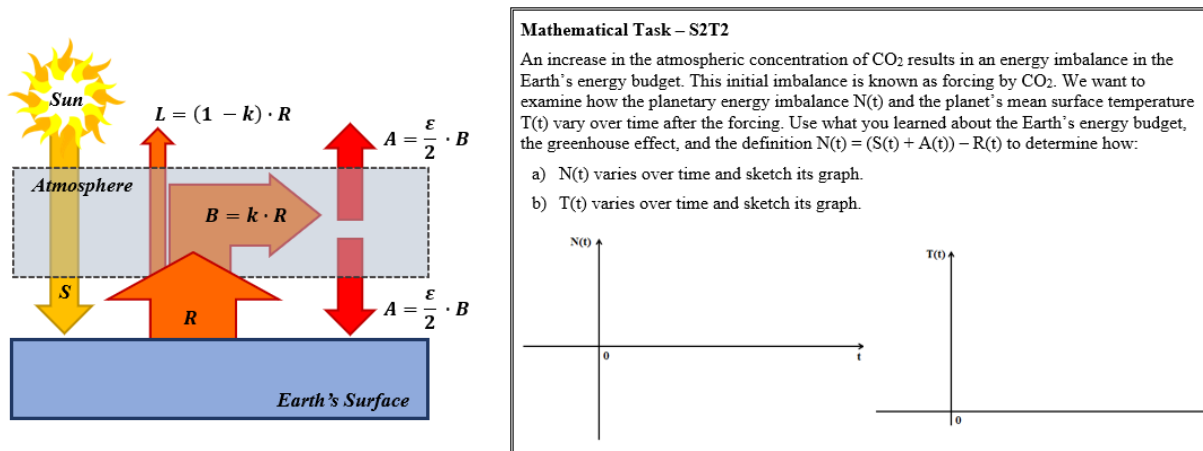 Sun
L = (1 − k) · R
A = ε/2 · B
Atmosphere
B = k · R
S
R
A = ε/2 · B
Earth's Surface
Mathematical Task – S2T2
An increase in the atmospheric concentration of CO₂ results in an energy imbalance in the
Earth's energy budget. This initial imbalance is known as forcing by CO₂. We want to
examine how the planetary energy imbalance N(t) and the planet's mean surface temperature
T(t) vary over time after the forcing. Use what you learned about the Earth's energy budget,
the greenhouse effect, and the definition N(t) = (S(t) + A(t)) – R(t) to determine how:
a) N(t) varies over time and sketch its graph.
b) T(t) varies over time and sketch its graph.
N(t)
0
t
T(t)
0